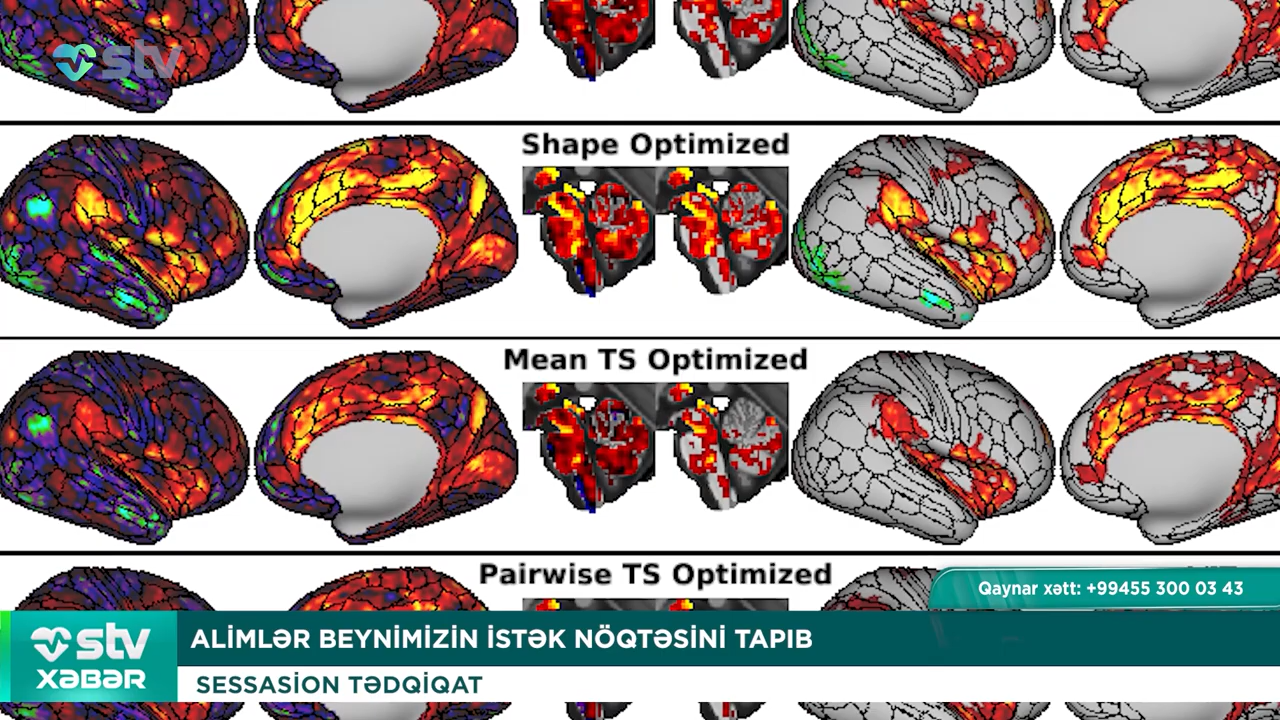 stv
Shape Optimized
Mean TS Optimized
Pairwise TS Optimized
Qaynar xətt: +99455 300 03 43
stv
XƏBƏR
ALİMLƏR BEYNİMİZİN İSTƏK NÖQTƏSİNİ TAPIB
SESSASİON TƏDQİQAT